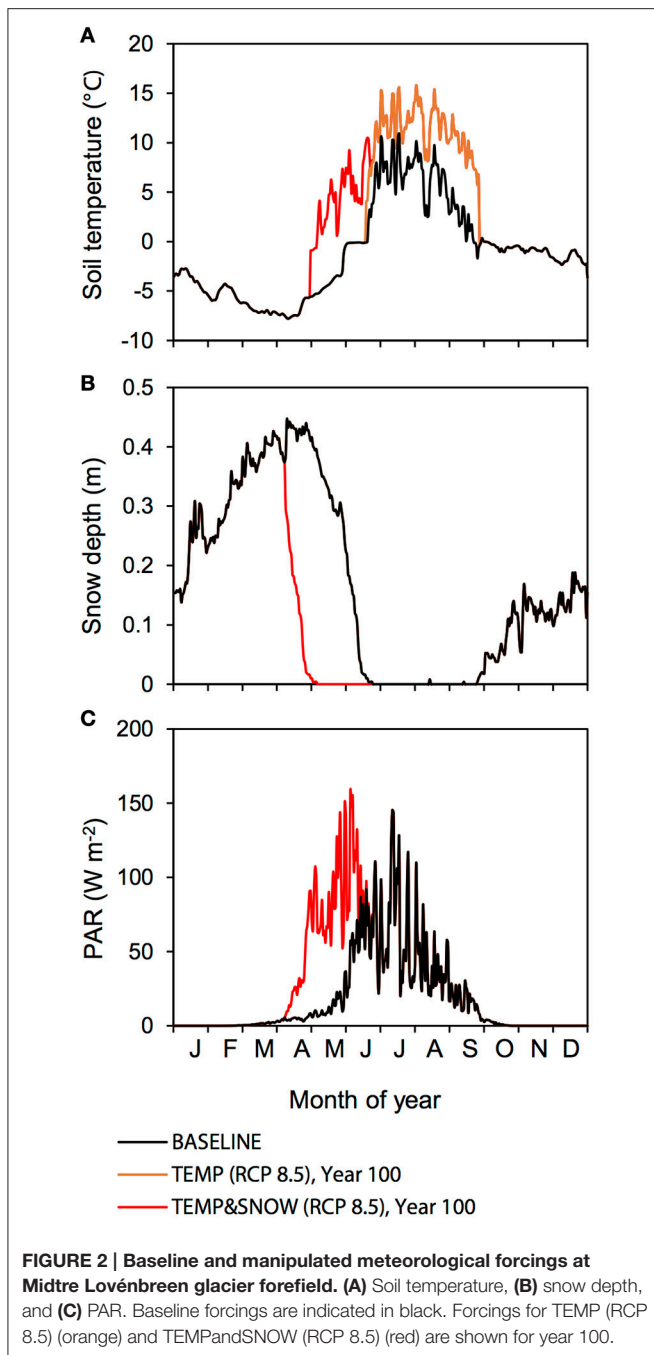 A
20
15
10
5
0
-5
-10
Soil temperature (°C)
B
0.5
0.4
0.3
0.2
0.1
0
Snow depth (m)
C
200
150
100
50
0
PAR (W m-2)
J F M A M J J A S O N D
Month of year
BASELINE
TEMP (RCP 8.5), Year 100
TEMP&SNOW (RCP 8.5), Year 100
FIGURE 2 | Baseline and manipulated meteorological forcings at
Midtre Lovénbreen glacier forefield. (A) Soil temperature, (B) snow depth,
and (C) PAR. Baseline forcings are indicated in black. Forcings for TEMP (RCP
8.5) (orange) and TEMPandSNOW (RCP 8.5) (red) are shown for year 100.